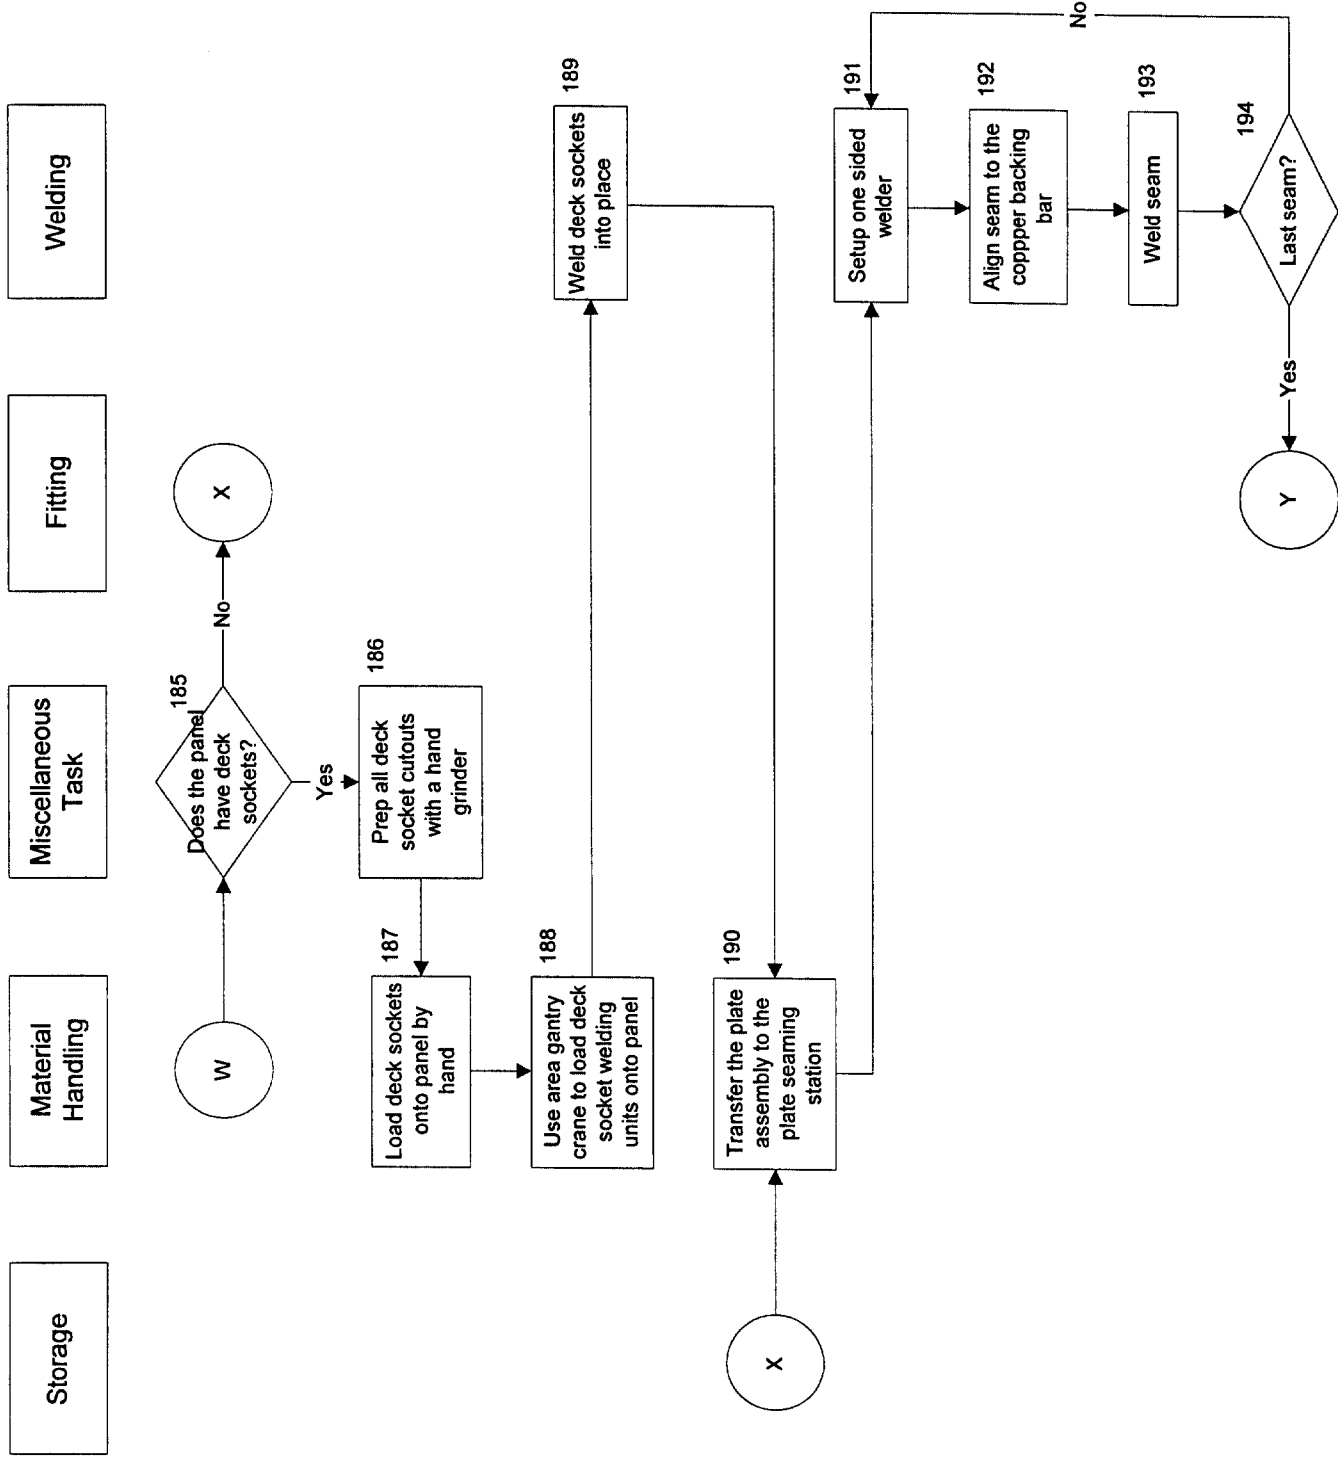 Storage
Material
Handling
Miscellaneous
Task
Fitting
Welding
W
185
Does the panel
have deck
sockets?
No
X
Yes
186
Prep all deck
socket cutouts
with a hand
grinder
187
Load deck sockets
onto panel by
hand
188
Use area gantry
crane to load deck
socket welding
units onto panel
189
Weld deck sockets
into place
X
190
Transfer the plate
assembly to the
plate seaming
station
191
Setup one sided
welder
192
Align seam to the
coppper backing
bar
193
Weld seam
194
Last seam?
No
Yes
Y